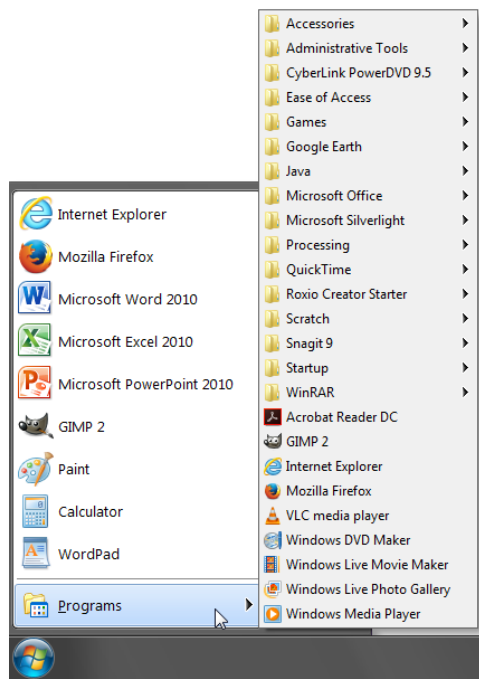 Internet Explorer
Mozilla Firefox
Microsoft Word 2010
Microsoft Excel 2010
Microsoft PowerPoint 2010
GIMP 2
Paint
Calculator
WordPad
Programs
Accessories
Administrative Tools
CyberLink PowerDVD 9.5
Ease of Access
Games
Google Earth
Java
Microsoft Office
Microsoft Silverlight
Processing
QuickTime
Roxio Creator Starter
Scratch
Snagit 9
Startup
WinRAR
Acrobat Reader DC
GIMP 2
Internet Explorer
Mozilla Firefox
VLC media player
Windows DVD Maker
Windows Live Movie Maker
Windows Live Photo Gallery
Windows Media Player